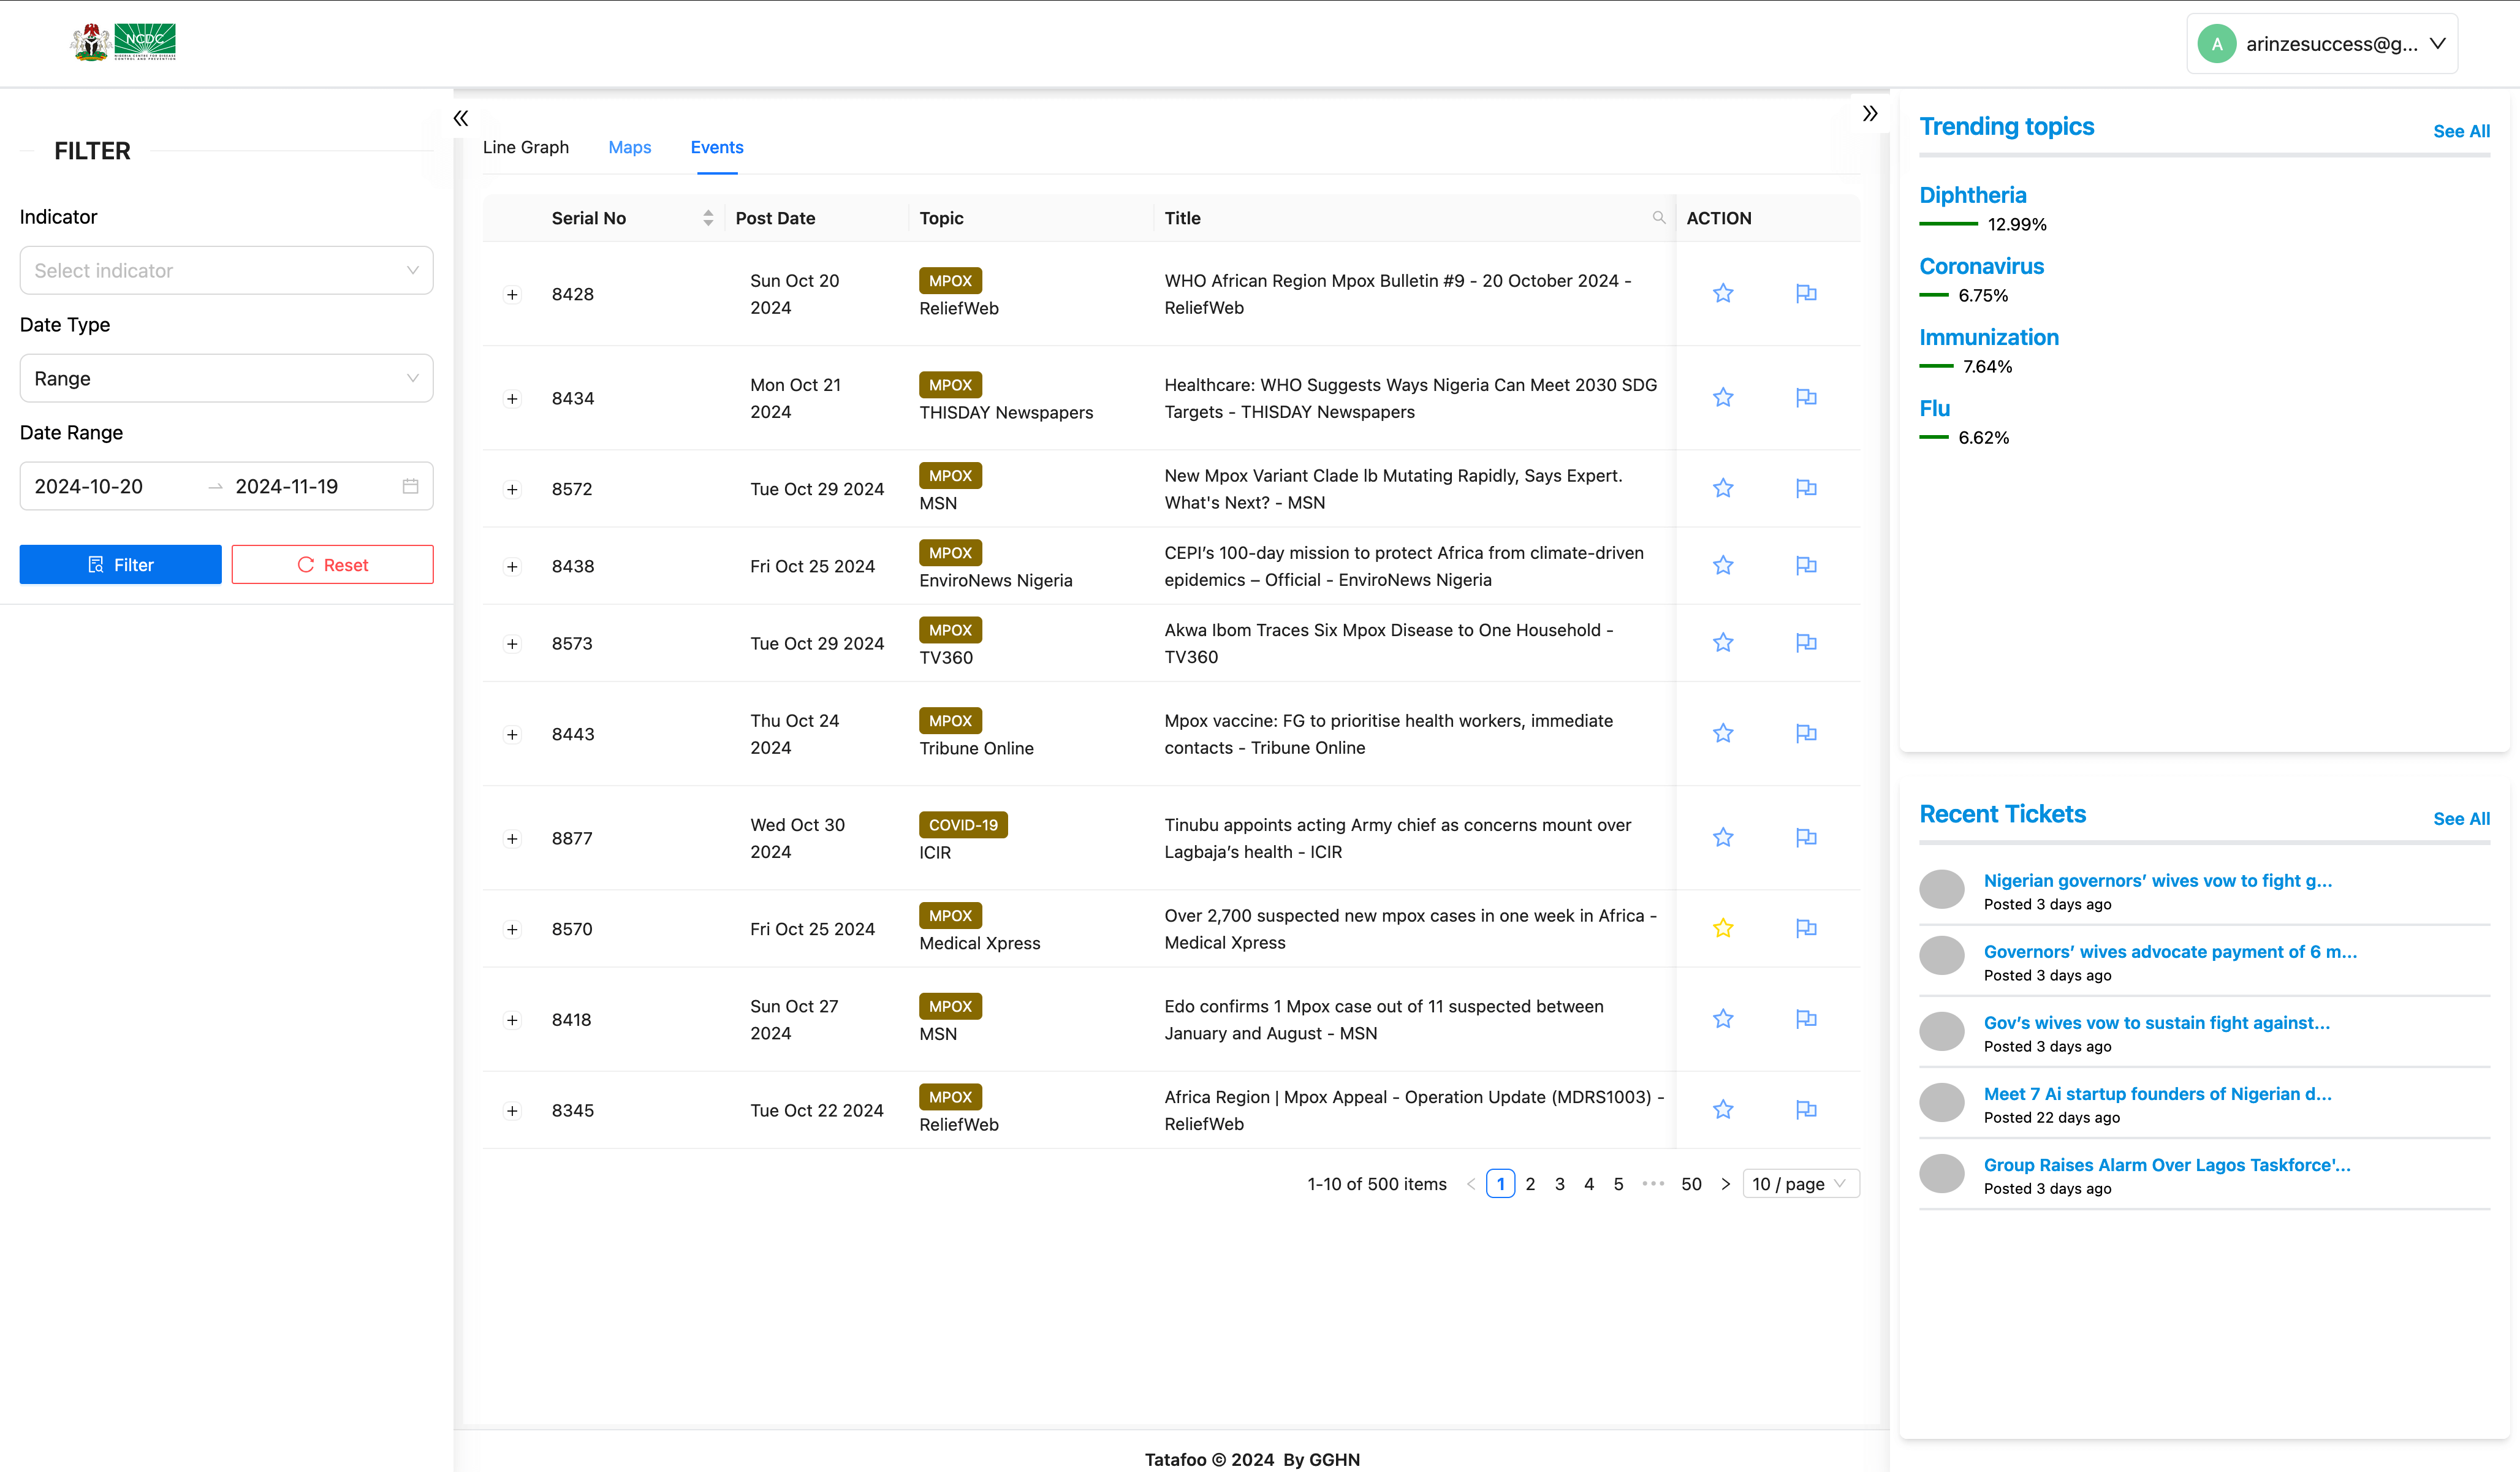 NCDC
NIGERIA CENTRE FOR DISEASE
CONTROL AND PREVENTION
A
arinzesuccess@g...
FILTER
Indicator
Select indicator
Date Type
Range
Date Range
2024-10-20
2024-11-19
Filter
Reset
Line Graph
Maps
Events
Serial No
Post Date
Topic
Title
ACTION
8428
Sun Oct 20
2024
MPOX
ReliefWeb
WHO African Region Mpox Bulletin #9 - 20 October 2024 -
ReliefWeb
8434
Mon Oct 21
2024
MPOX
THISDAY Newspapers
Healthcare: WHO Suggests Ways Nigeria Can Meet 2030 SDG
Targets - THISDAY Newspapers
8572
Tue Oct 29 2024
MPOX
MSN
New Mpox Variant Clade Ib Mutating Rapidly, Says Expert.
What's Next? - MSN
8438
Fri Oct 25 2024
MPOX
EnviroNews Nigeria
CEPI’s 100-day mission to protect Africa from climate-driven
epidemics – Official - EnviroNews Nigeria
8573
Tue Oct 29 2024
MPOX
TV360
Akwa Ibom Traces Six Mpox Disease to One Household -
TV360
8443
Thu Oct 24
2024
MPOX
Tribune Online
Mpox vaccine: FG to prioritise health workers, immediate
contacts - Tribune Online
8877
Wed Oct 30
2024
COVID-19
ICIR
Tinubu appoints acting Army chief as concerns mount over
Lagbaja’s health - ICIR
8570
Fri Oct 25 2024
MPOX
Medical Xpress
Over 2,700 suspected new mpox cases in one week in Africa -
Medical Xpress
8418
Sun Oct 27
2024
MPOX
MSN
Edo confirms 1 Mpox case out of 11 suspected between
January and August - MSN
8345
Tue Oct 22 2024
MPOX
ReliefWeb
Africa Region | Mpox Appeal - Operation Update (MDRS1003) -
ReliefWeb
1-10 of 500 items
1
2
3
4
5
•••
50
10 / page
Tatafoo © 2024 By GGHN
Trending topics
See All
Diphtheria
12.99%
Coronavirus
6.75%
Immunization
7.64%
Flu
6.62%
Recent Tickets
See All
Nigerian governors’ wives vow to fight g...
Posted 3 days ago
Governors’ wives advocate payment of 6 m...
Posted 3 days ago
Gov’s wives vow to sustain fight against...
Posted 3 days ago
Meet 7 Ai startup founders of Nigerian d...
Posted 22 days ago
Group Raises Alarm Over Lagos Taskforce'...
Posted 3 days ago